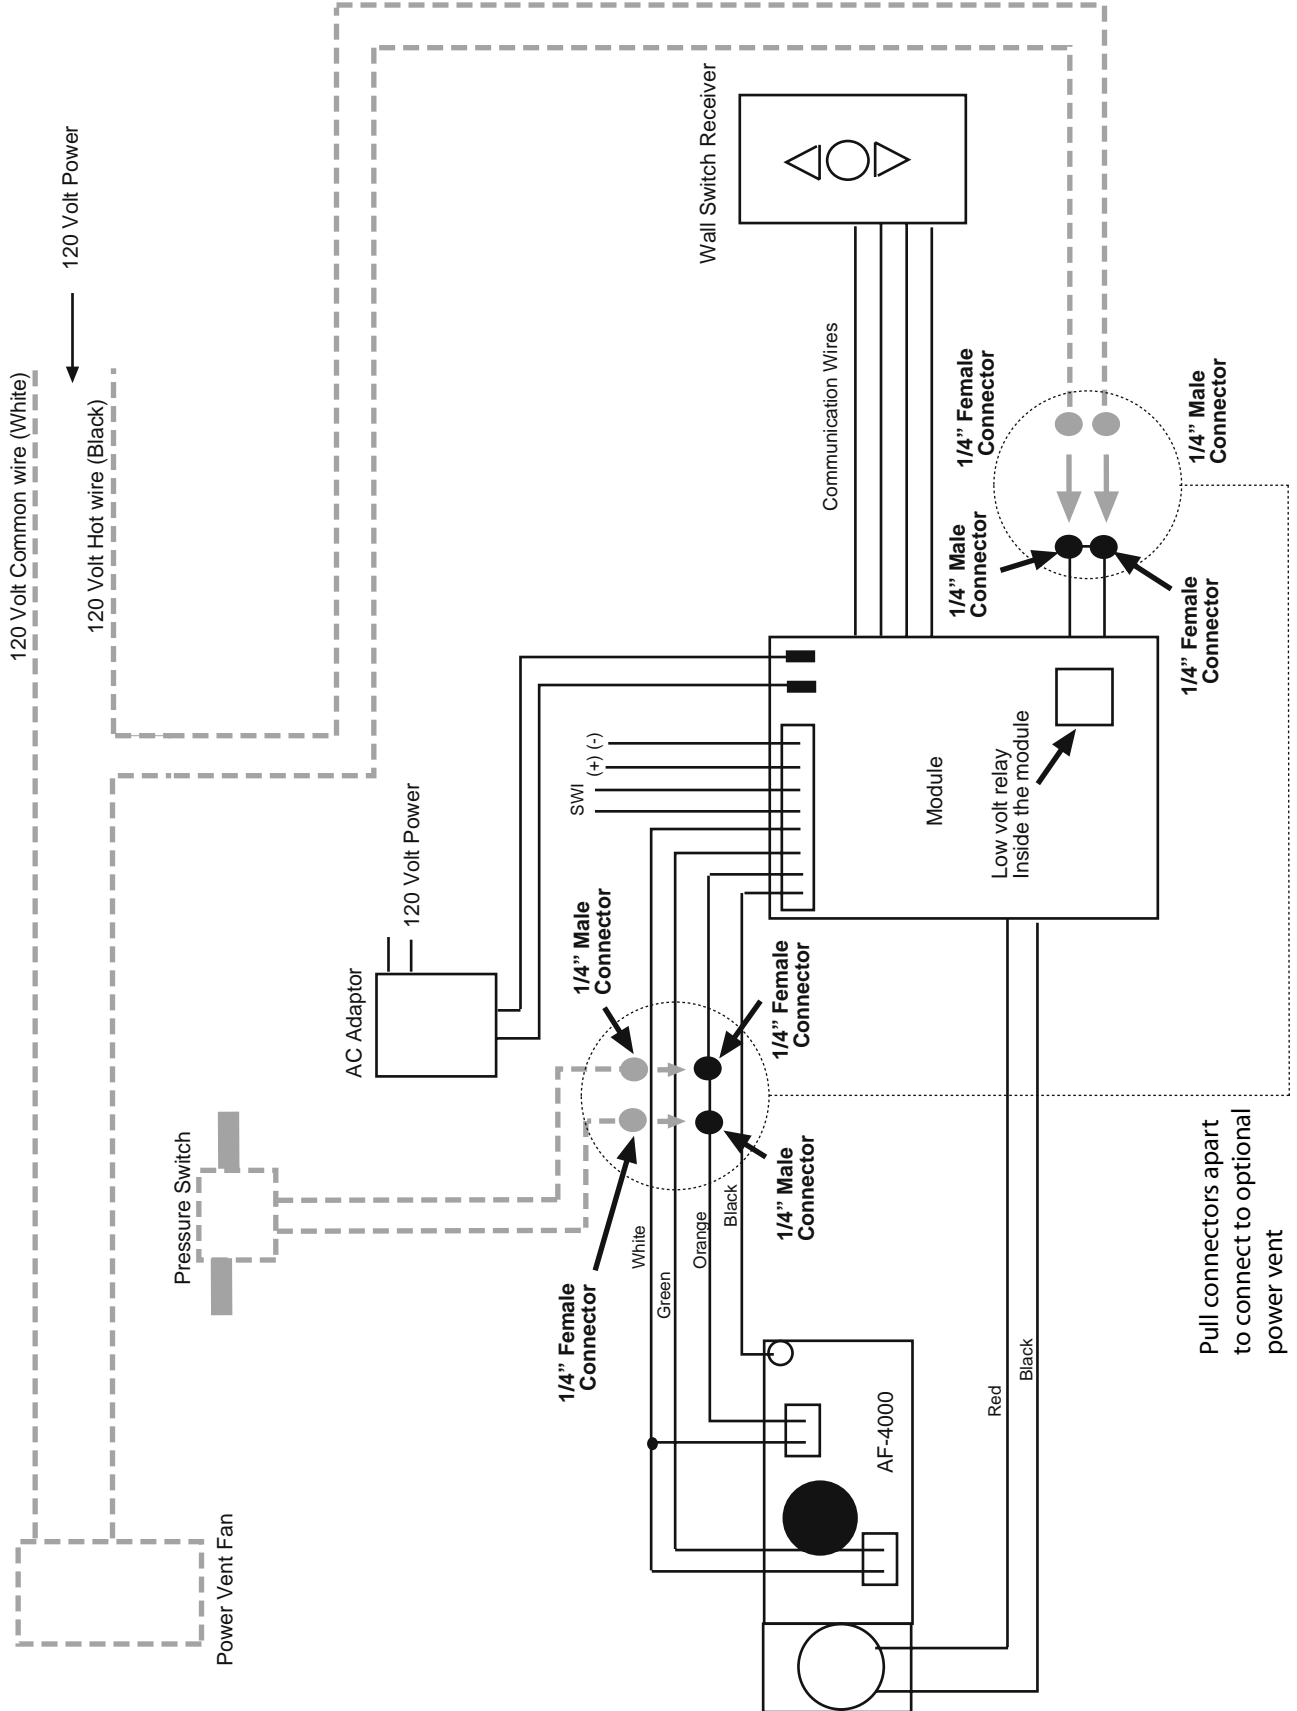 120 Volt Common wire (White)
120 Volt Power
120 Volt Hot wire (Black)
Power Vent Fan
Pressure Switch
AC Adaptor
120 Volt Power
Wall Switch Receiver
1/4” Male
Connector
1/4” Female
Connector
1/4” Female
Connector
1/4” Male
Connector
White
Green
Orange
Black
SWI
(+) (-)
Communication Wires
Module
Low volt relay
Inside the module
1/4” Female
Connector
1/4” Male
Connector
1/4” Male
Connector
1/4” Female
Connector
AF-4000
Red
Black
Pull connectors apart
to connect to optional
power vent